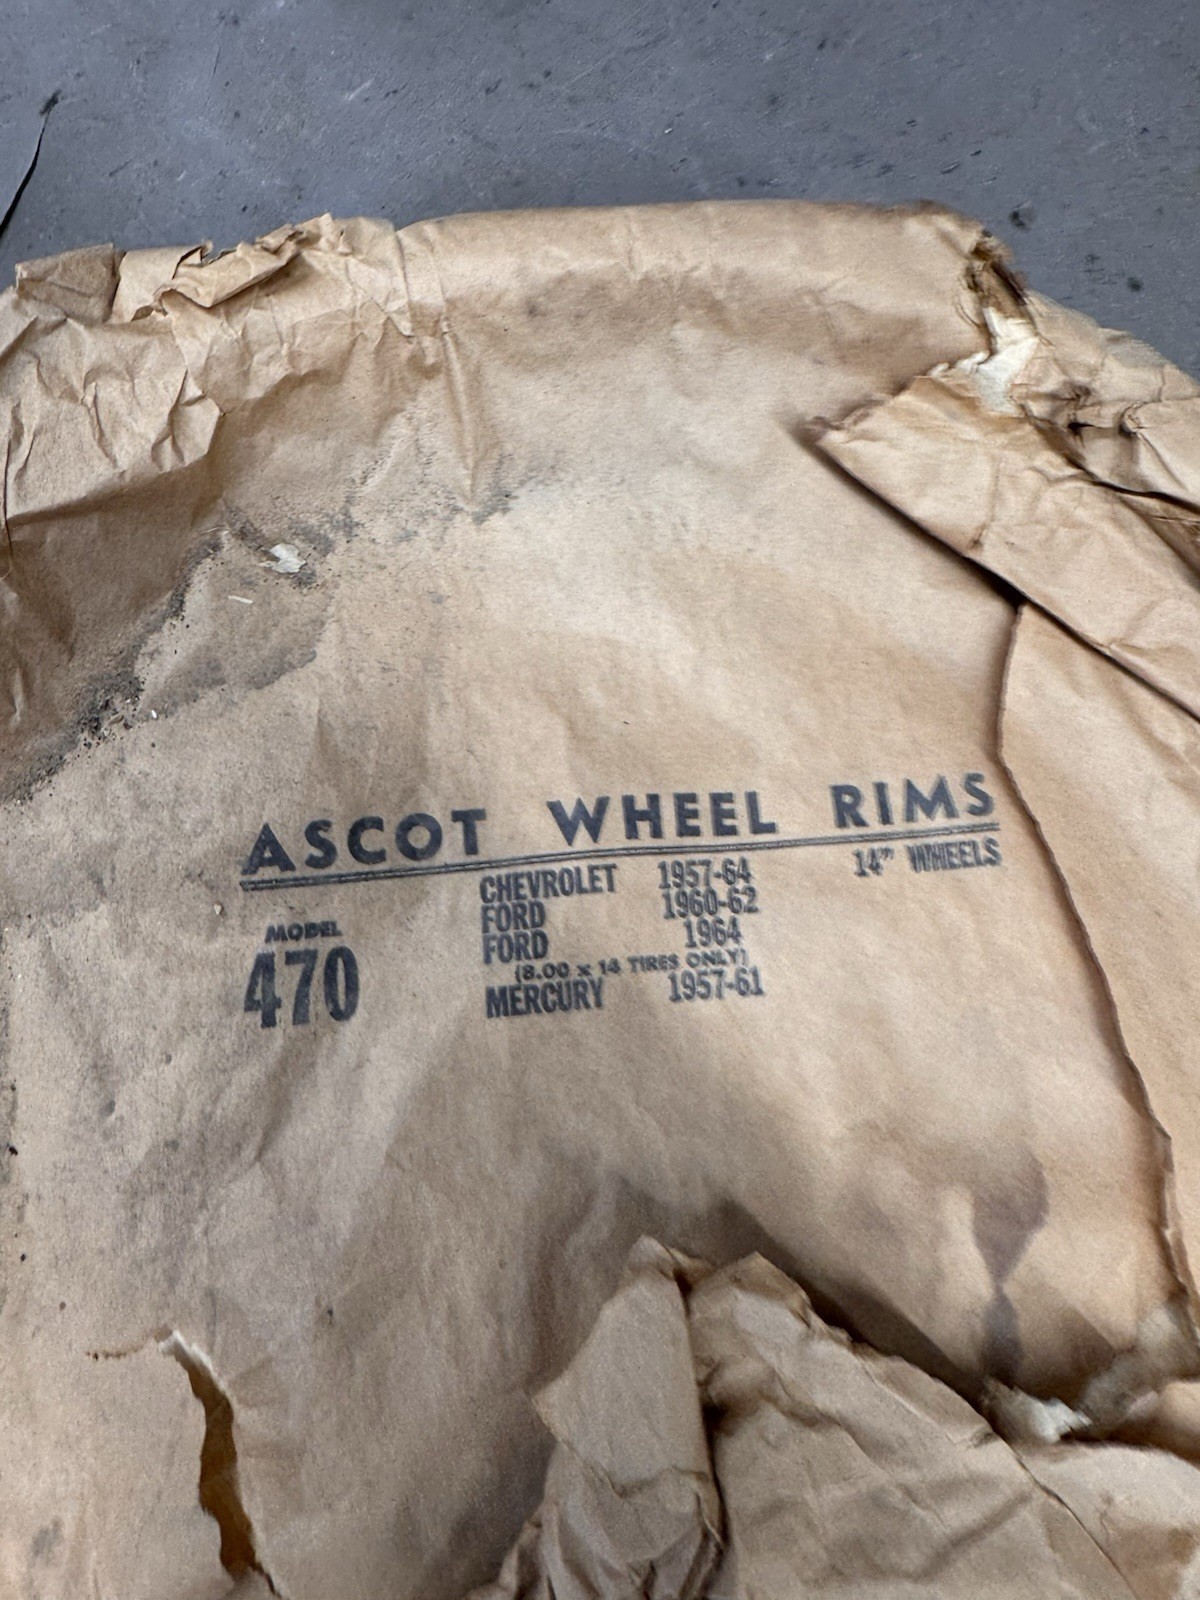 ASCOT WHEEL RIMS
14" WHEELS
MODEL
470
CHEVROLET 1957-64
FORD 1960-62
FORD 1964
(8.00 x 14 TIRES ONLY)
MERCURY 1957-61